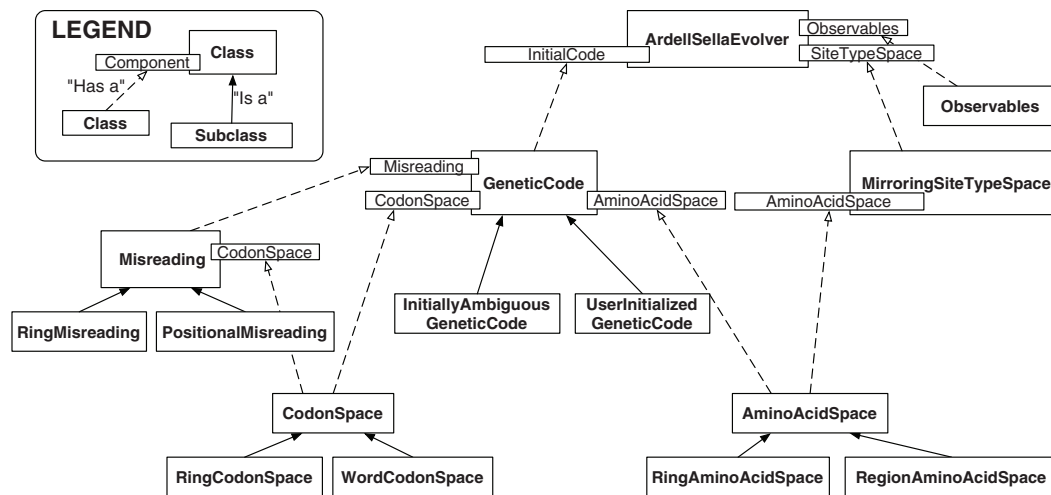 LEGEND
Class
Component
"Has a"
"Is a"
Class
Subclass
ArdellSellaEvolver
InitialCode
Observables
SiteTypeSpace
Observables
Misreading
GeneticCode
CodonSpace
AminoAcidSpace
MirroringSiteTypeSpace
AminoAcidSpace
Misreading
CodonSpace
RingMisreading
PositionalMisreading
InitiallyAmbiguous
GeneticCode
UserInitialized
GeneticCode
CodonSpace
AminoAcidSpace
RingCodonSpace
WordCodonSpace
RingAminoAcidSpace
RegionAminoAcidSpace